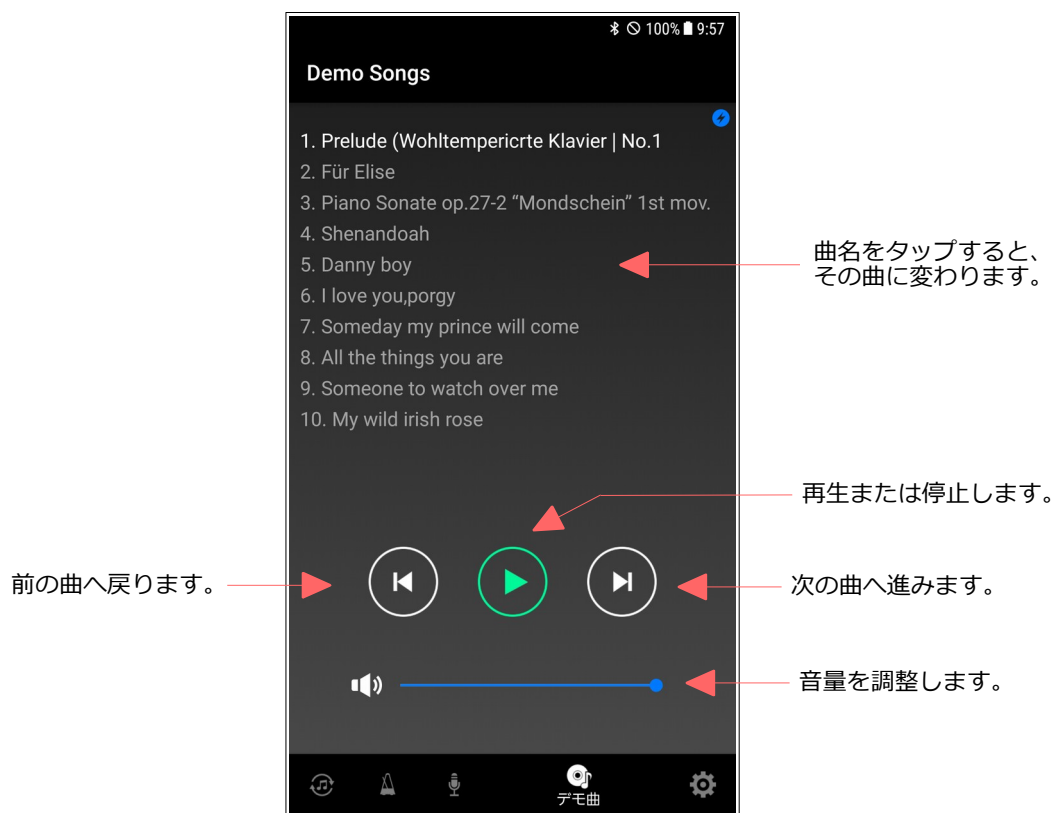 100% 9:57
Demo Songs
1. Prelude (Wohltempericrte Klavier | No.1
2. Für Elise
3. Piano Sonate op.27-2 “Mondschein” 1st mov.
4. Shenandoah
5. Danny boy
6. I love you,porgy
7. Someday my prince will come
8. All the things you are
9. Someone to watch over me
10. My wild irish rose
曲名をタップすると、
その曲に変わります。
再生または停止します。
前の曲へ戻ります。
次の曲へ進みます。
音量を調整します。
デモ曲